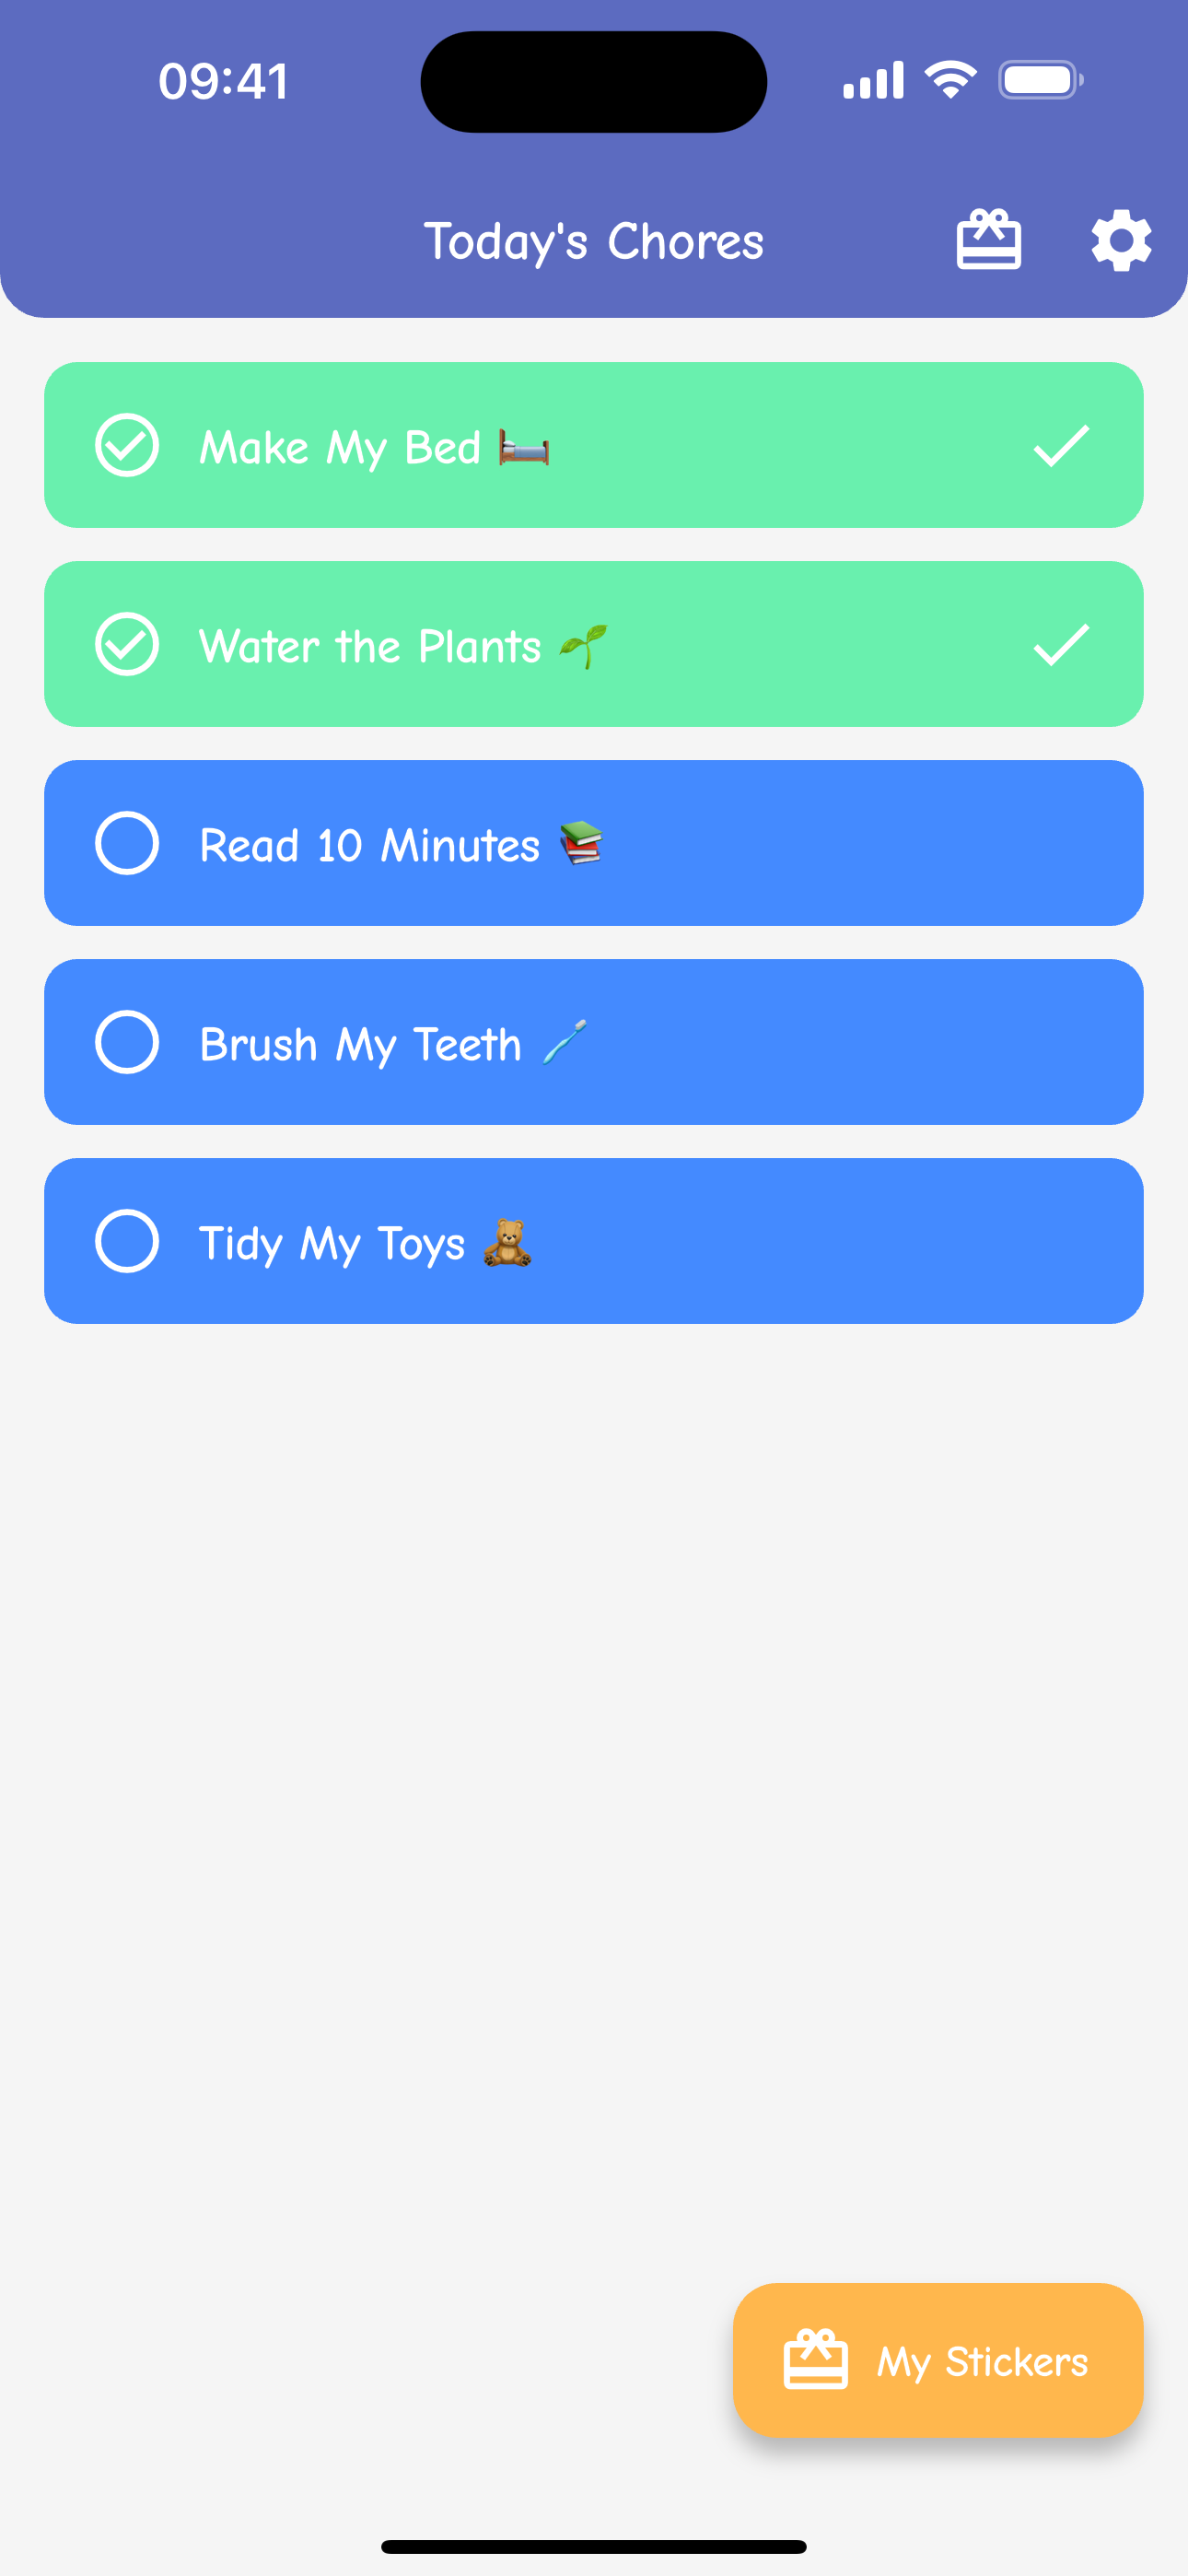 09:41
Today's Chores
Make My Bed 🛏️
Water the Plants 🌱
Read 10 Minutes 📚
Brush My Teeth 🪥
Tidy My Toys 🧸
My Stickers